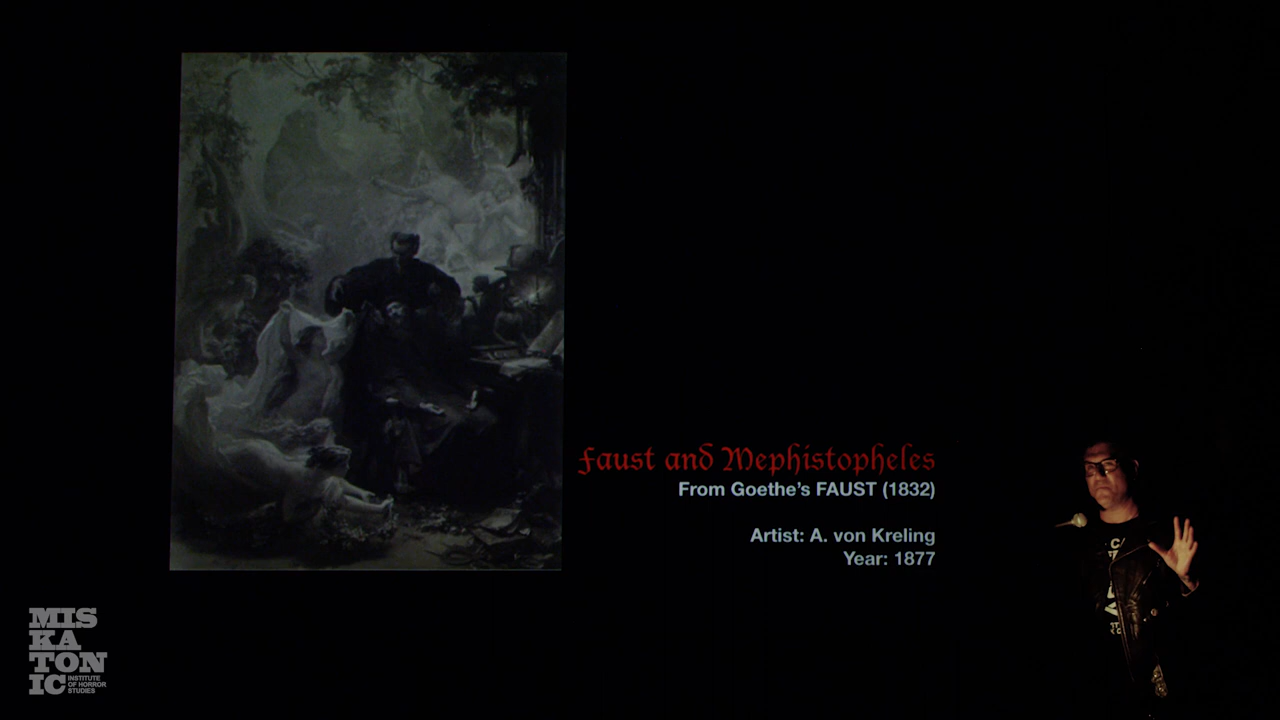 Faust and Mephistopheles
From Goethe's FAUST (1832)
Artist: A. von Kreling
Year: 1877
MIS
KA
TON
IC INSTITUTE
OF HORROR
STUDIES